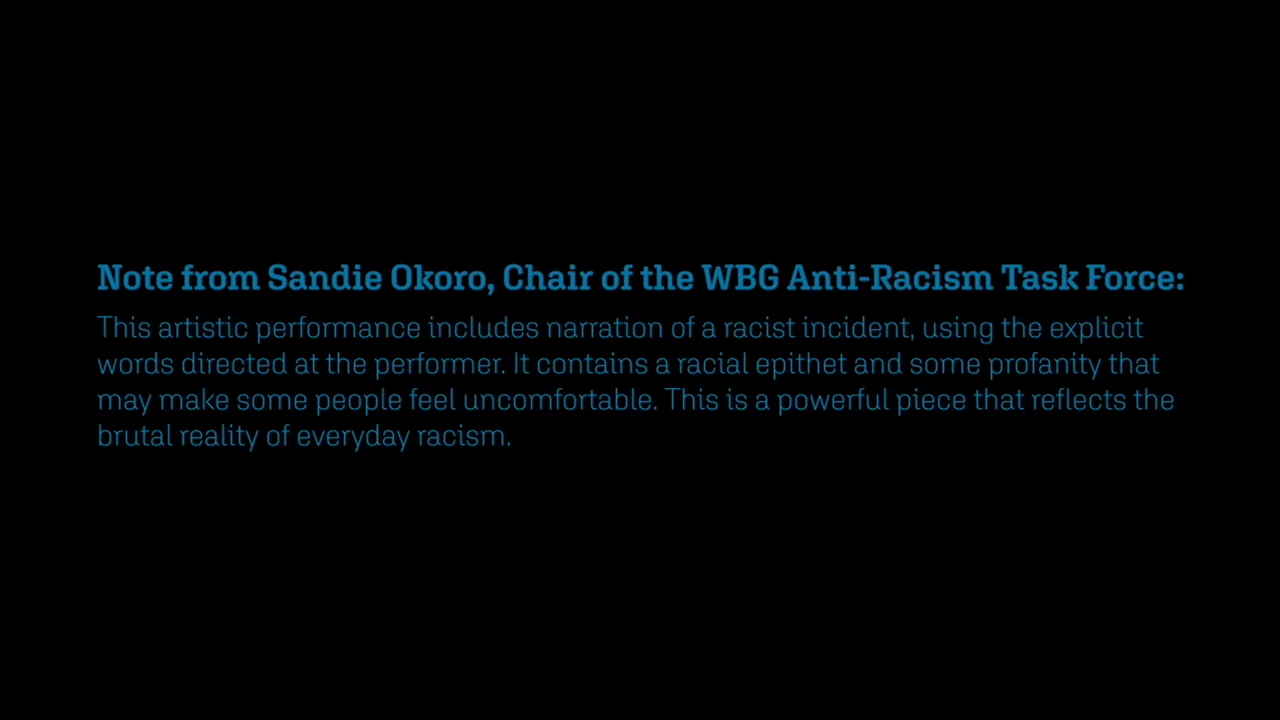 Note from Sandie Okoro, Chair of the WBG Anti-Racism Task Force:
This artistic performance includes narration of a racist incident, using the explicit
words directed at the performer. It contains a racial epithet and some profanity that
may make some people feel uncomfortable. This is a powerful piece that reflects the
brutal reality of everyday racism.